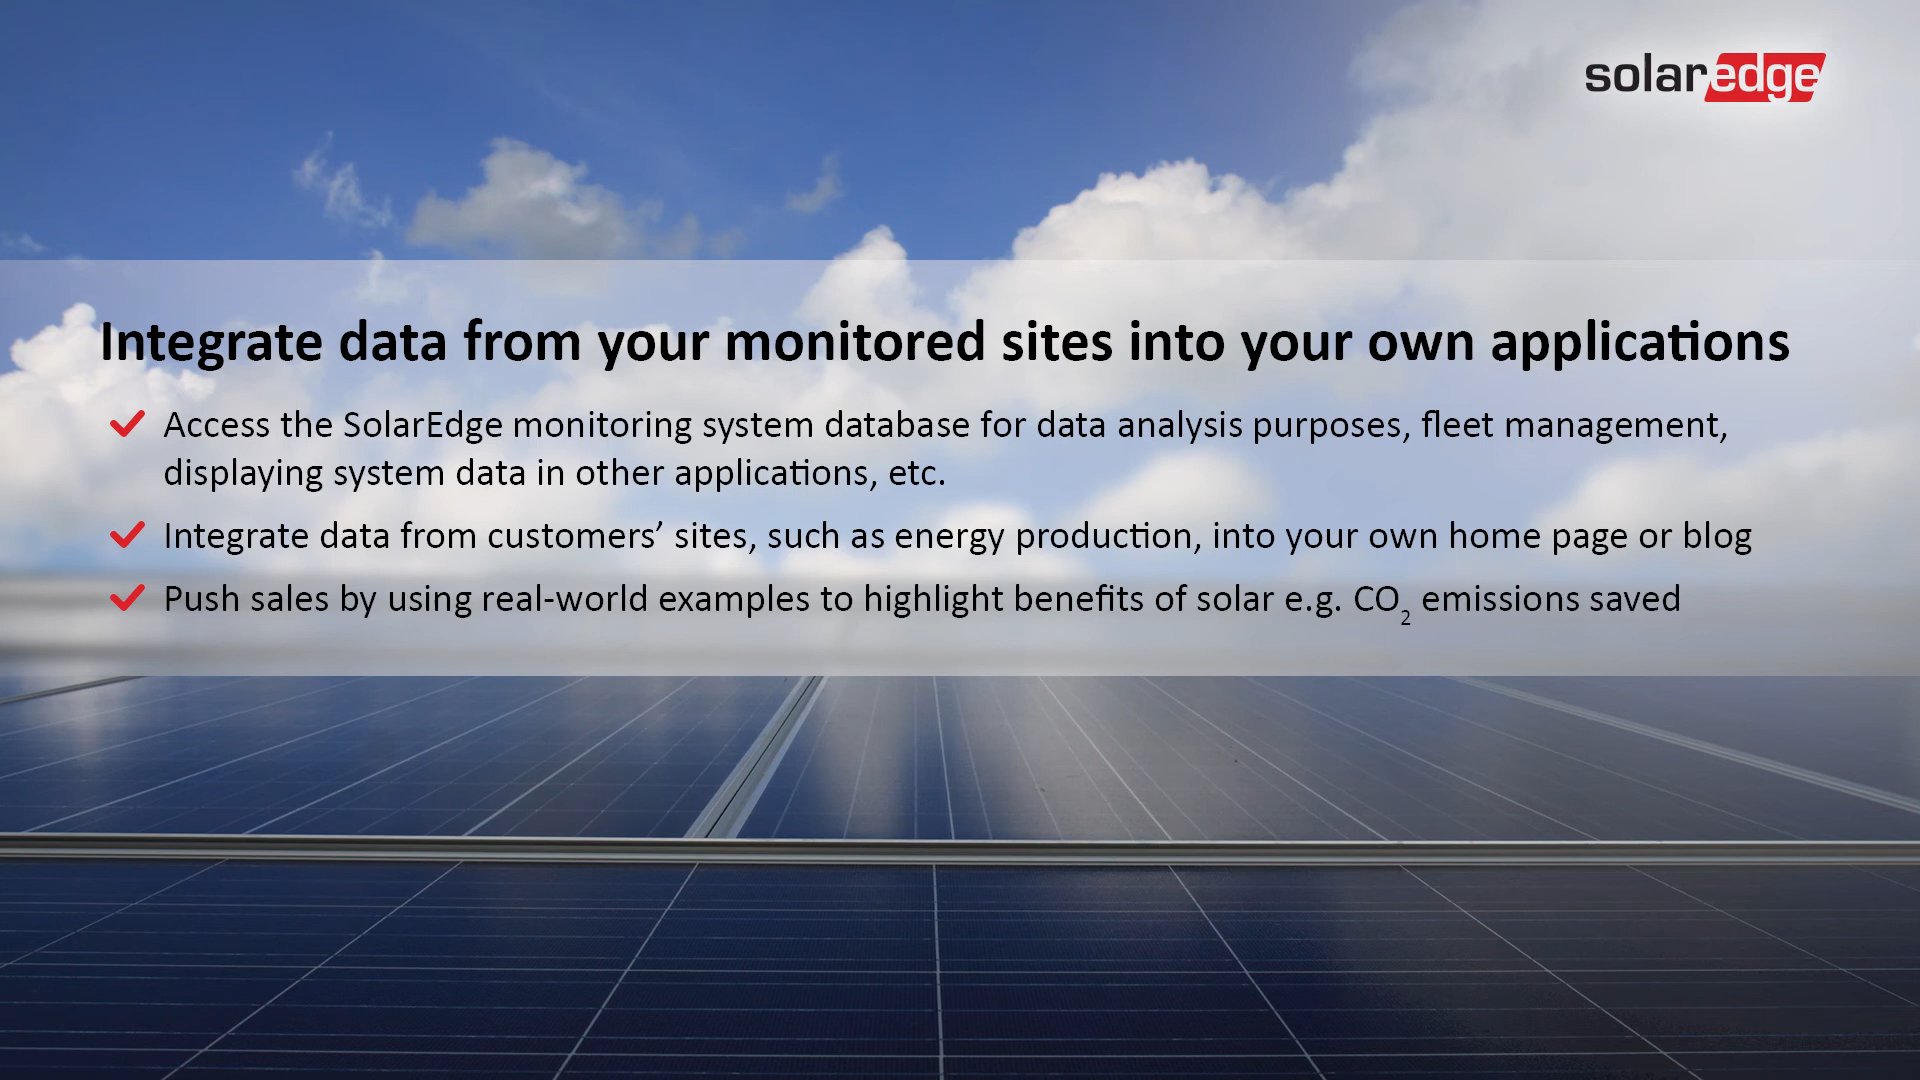 solaredge
Integrate data from your monitored sites into your own applications
Access the SolarEdge monitoring system database for data analysis purposes, fleet management,
displaying system data in other applications, etc.
Integrate data from customers’ sites, such as energy production, into your own home page or blog
Push sales by using real-world examples to highlight benefits of solar e.g. CO₂ emissions saved